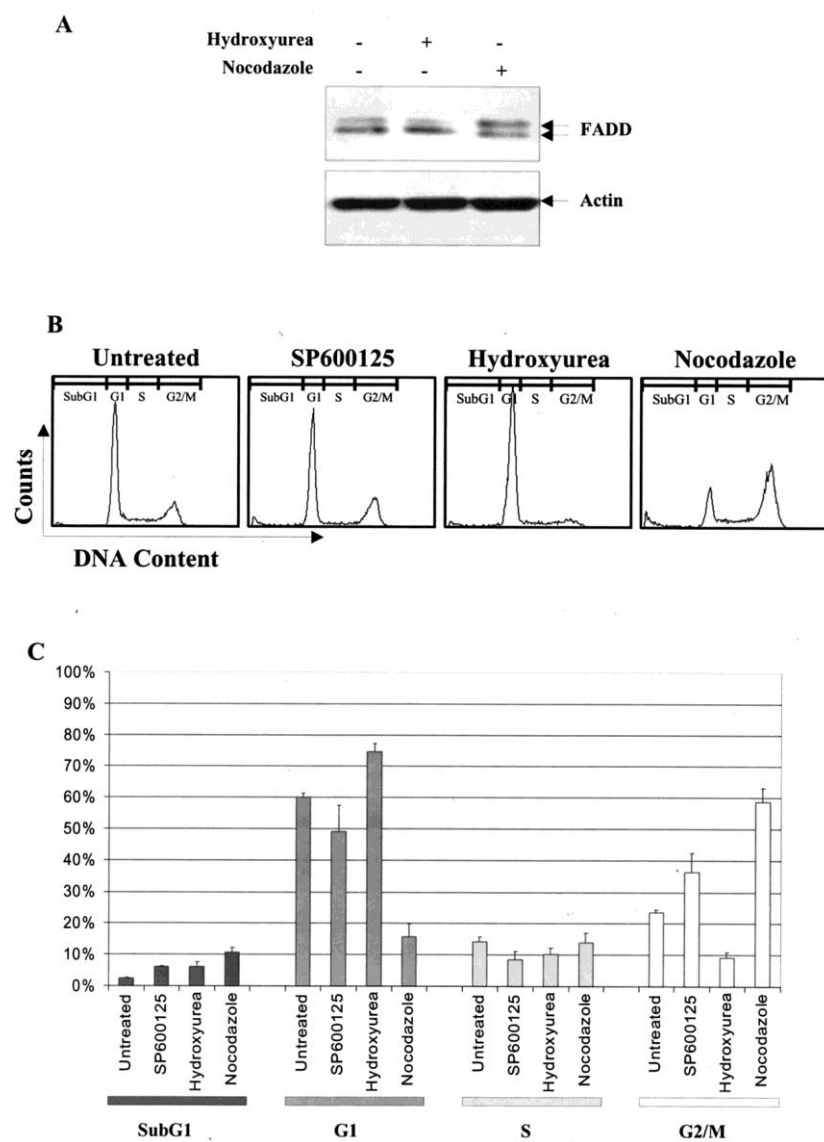 A
Hydroxyurea - + -
Nocodazole - - +
FADD
Actin
B
Untreated SP600125 Hydroxyurea Nocodazole
SubG1 G1 S G2/M SubG1 G1 S G2/M SubG1 G1 S G2/M SubG1 G1 S G2/M
Counts
DNA Content
C
100%
90%
80%
70%
60%
50%
40%
30%
20%
10%
0%
Untreated SP600125 Hydroxyurea Nocodazole Untreated SP600125 Hydroxyurea Nocodazole Untreated SP600125 Hydroxyurea Nocodazole Untreated SP600125 Hydroxyurea Nocodazole
SubG1 G1 S G2/M